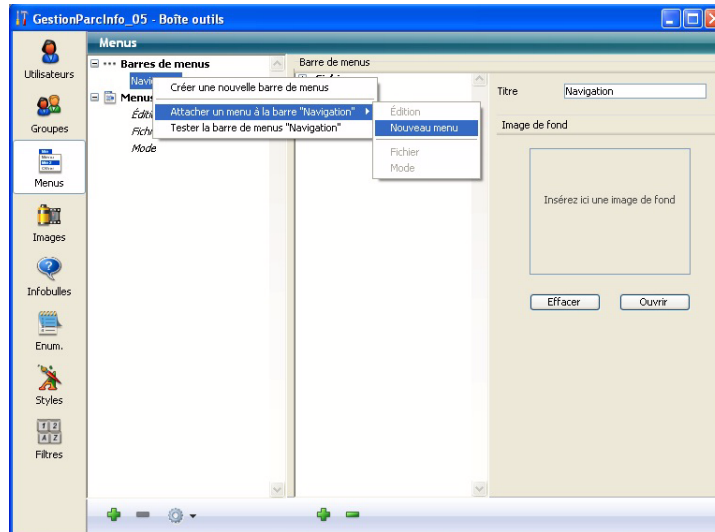 GestionParcInfo_05 - Boîte outils
Menus
Utilisateurs
Groupes
Menus
Images
Infobulles
Enum.
Styles
Filtres
Barres de menus
Menus
Mode
Créer une nouvelle barre de menus
Attacher un menu à la barre "Navigation"
Tester la barre de menus "Navigation"
Édition
Nouveau menu
Fichier
Mode
Barre de menus
Titre
Navigation
Image de fond
Insérez ici une image de fond
Effacer
Ouvrir